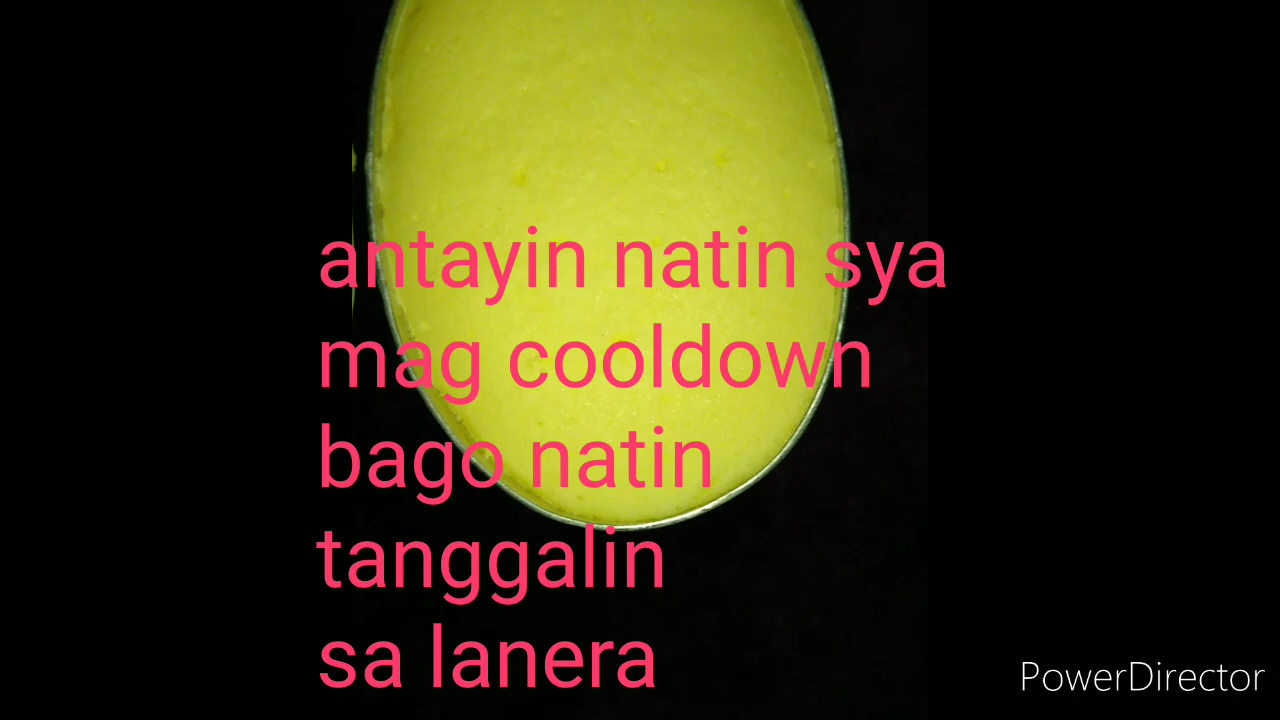 antayin natin sya
mag cooldown
bago natin
tanggalin
sa lanera
PowerDirector